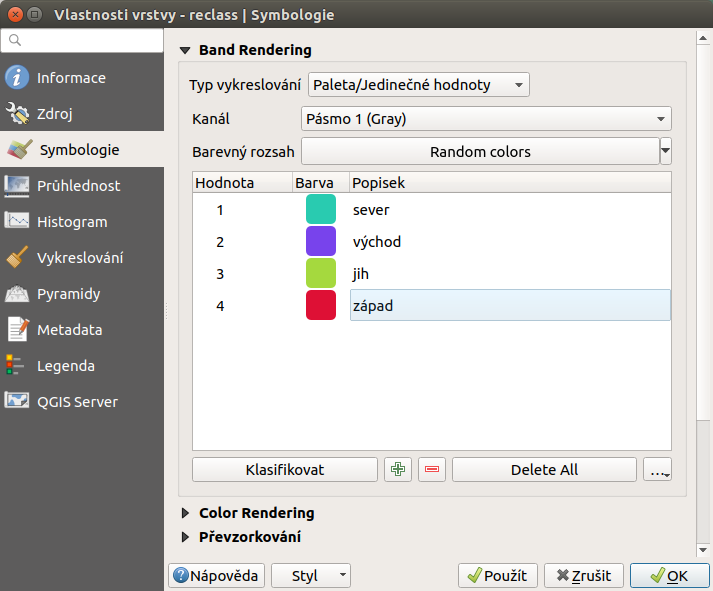 Vlastnosti vrstvy - reclass | Symbologie
Informace
Zdroj
Symbologie
Průhlednost
Histogram
Vykreslování
Pyramidy
Metadata
Legenda
QGIS Server
Band Rendering
Typ vykreslování Paleta/Jedinečné hodnoty
Kanál Pásmo 1 (Gray)
Barevný rozsah Random colors
Hodnota Barva Popisek
1 sever
2 východ
3 jih
4 západ
Klasifikovat Delete All ...
Color Rendering
Převzorkování
Nápověda Styl Použít Zrušit OK